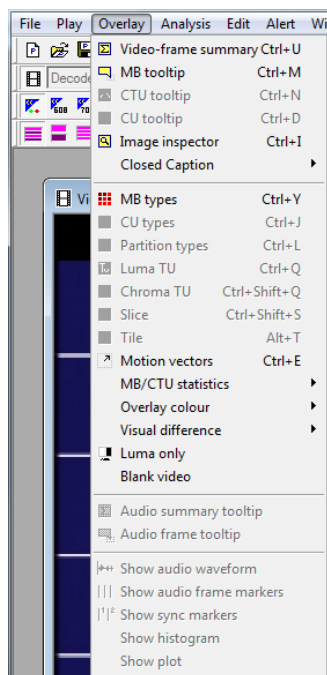 File Play Overlay Analysis Edit Alert Wi
Video-frame summary Ctrl+U
Decode
MB tooltip Ctrl+M
CTU tooltip Ctrl+N
CU tooltip Ctrl+D
Image inspector Ctrl+I
Closed Caption
Vi
MB types Ctrl+Y
CU types Ctrl+J
Partition types Ctrl+L
Luma TU Ctrl+Q
Chroma TU Ctrl+Shift+Q
Slice Ctrl+Shift+S
Tile Alt+T
Motion vectors Ctrl+E
MB/CTU statistics
Overlay colour
Visual difference
Luma only
Blank video
Audio summary tooltip
Audio frame tooltip
Show audio waveform
Show audio frame markers
Show sync markers
Show histogram
Show plot